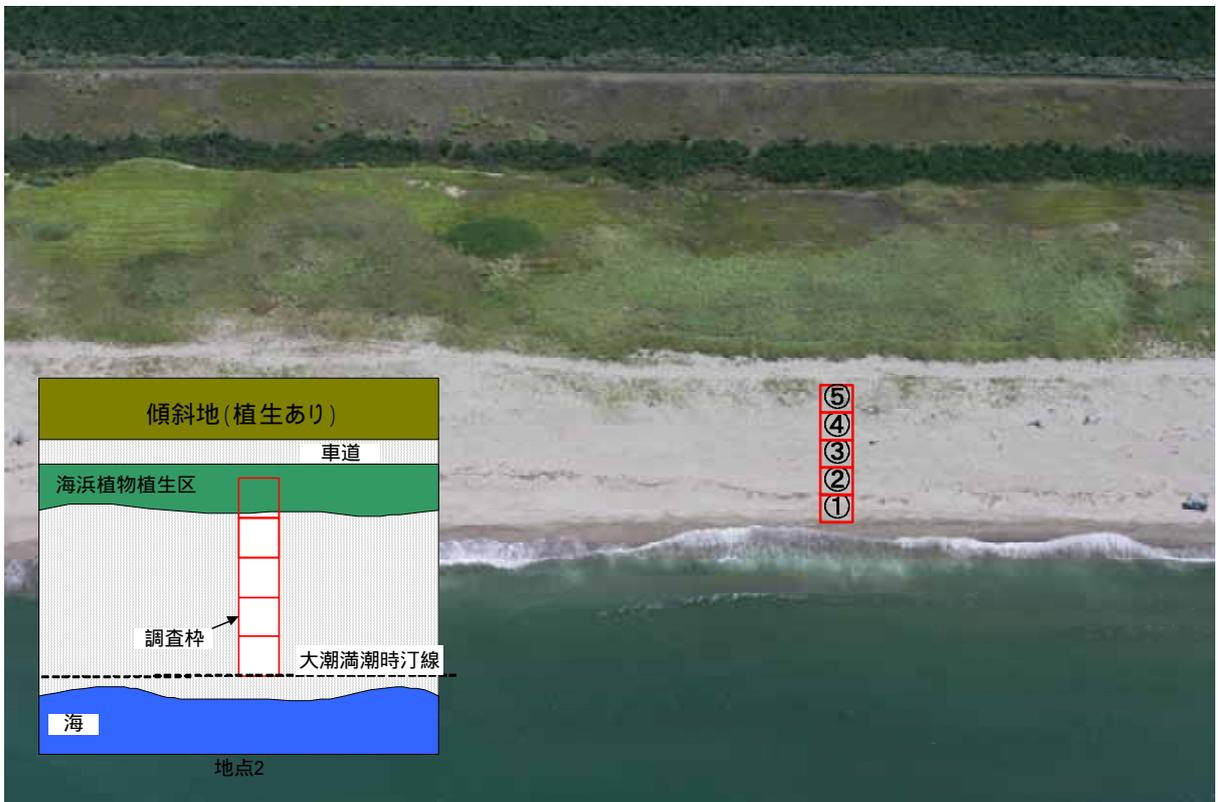 ⑤
④
③
②
①
傾斜地(植生あり)
車道
海浜植物植生区
調査枠
大潮満潮時汀線
海
地点2